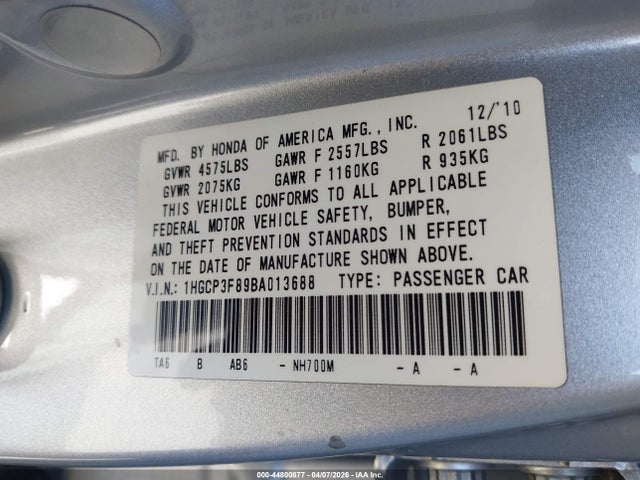 12/'10
MFD. BY HONDA OF AMERICA MFG., INC.
GVWR 4575LBS GAWR F 2557LBS R 2061LBS
GVWR 2075KG GAWR F 1160KG R 935KG
THIS VEHICLE CONFORMS TO ALL APPLICABLE
FEDERAL MOTOR VEHICLE SAFETY, BUMPER,
AND THEFT PREVENTION STANDARDS IN EFFECT
ON THE DATE OF MANUFACTURE SHOWN ABOVE.
V.I.N.: 1HGCP3F89BA013688 TYPE: PASSENGER CAR
TA6 B AB6 - NH700M - A - A
000-44800877 - 04/07/2026 - IAA Inc.